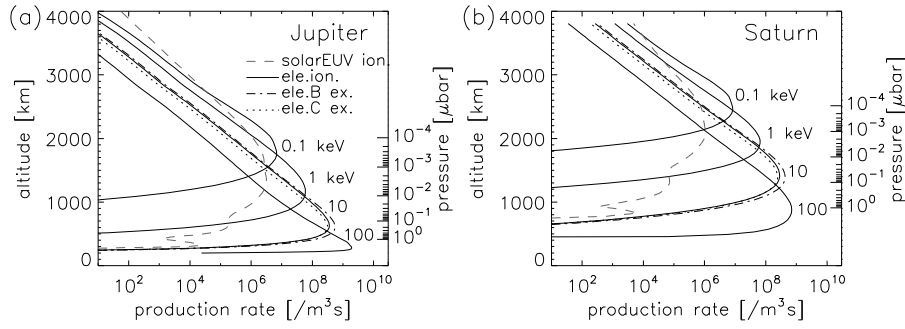 (a)
Jupiter
solarEUV ion.
ele.ion.
ele.B ex.
ele.C ex.
altitude [km]
4000
3000
2000
1000
0
0.1 keV
1 keV
10
100
10^-4
10^-3
10^-2
10^-1
10^0
pressure [μbar]
10^2 10^4 10^6 10^8 10^10
production rate [/m^3s]
(b)
Saturn
altitude [km]
4000
3000
2000
1000
0
0.1 keV
1 keV
10
100
10^-4
10^-3
10^-2
10^-1
10^0
pressure [μbar]
10^2 10^4 10^6 10^8 10^10
production rate [/m^3s]